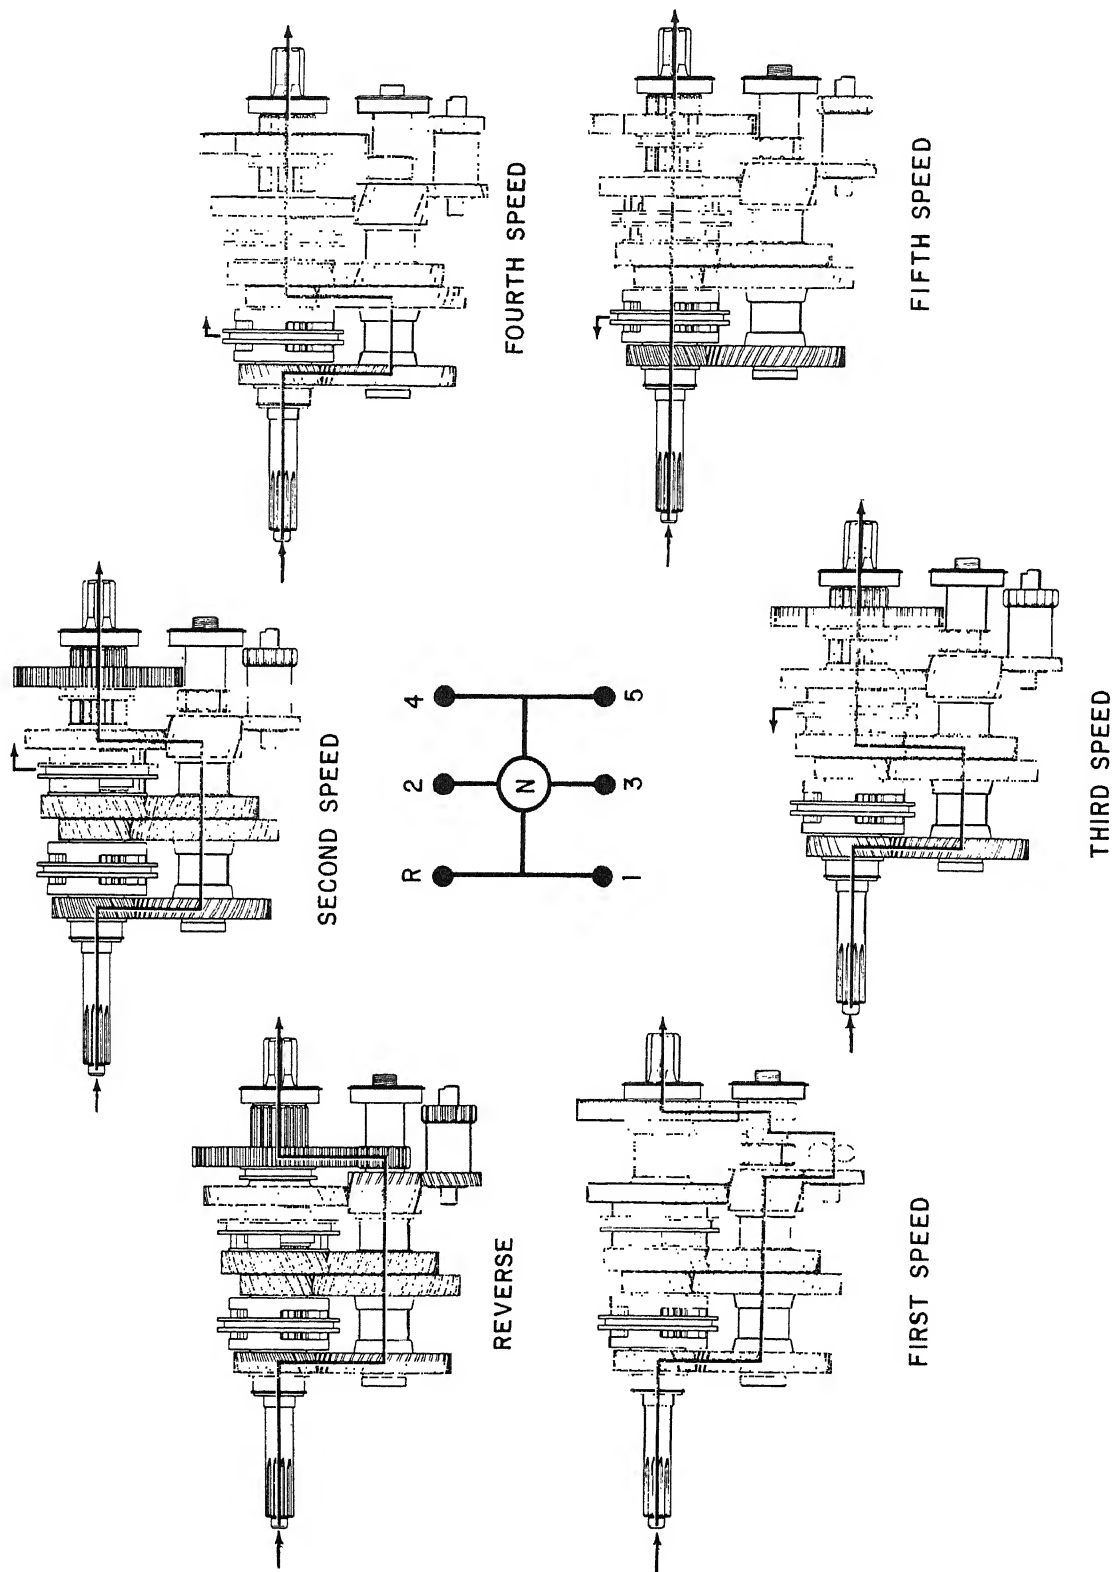 SECOND SPEED
FOURTH SPEED
REVERSE
R 2 4
N
1 3 5
FIFTH SPEED
FIRST SPEED
THIRD SPEED